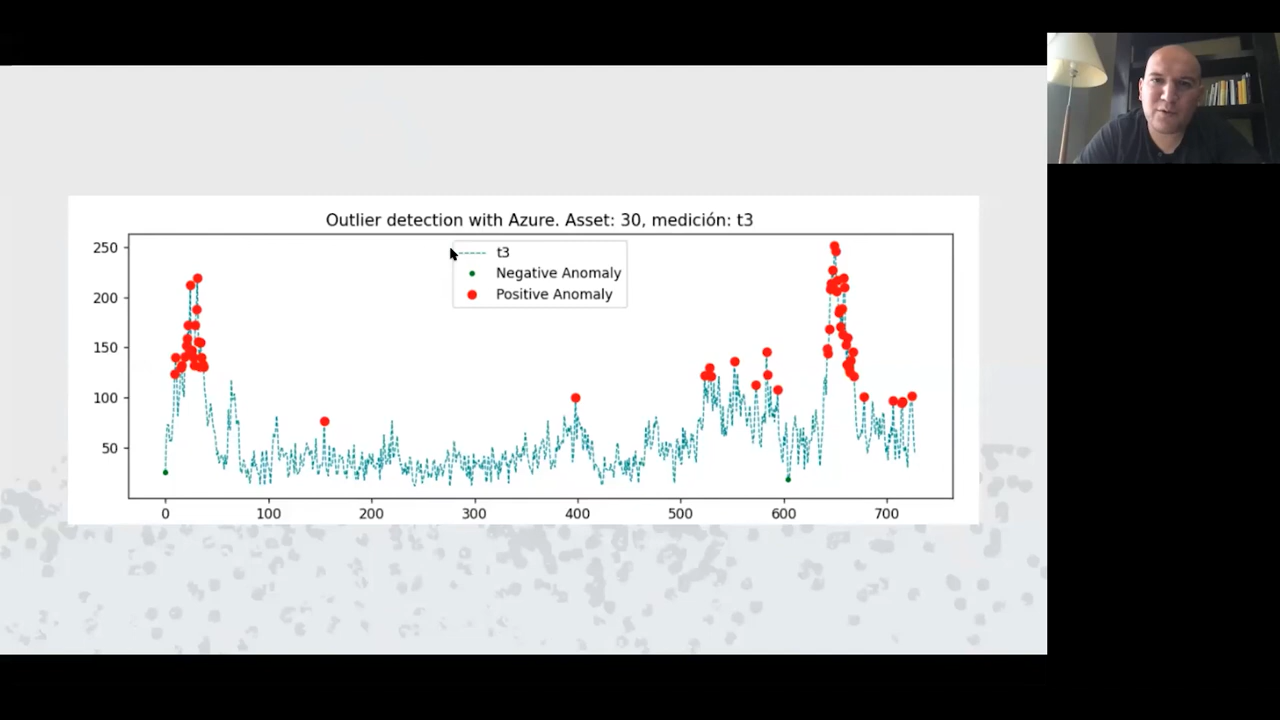 Outlier detection with Azure. Asset: 30, medición: t3
t3
Negative Anomaly
Positive Anomaly
250
200
150
100
50
0 100 200 300 400 500 600 700